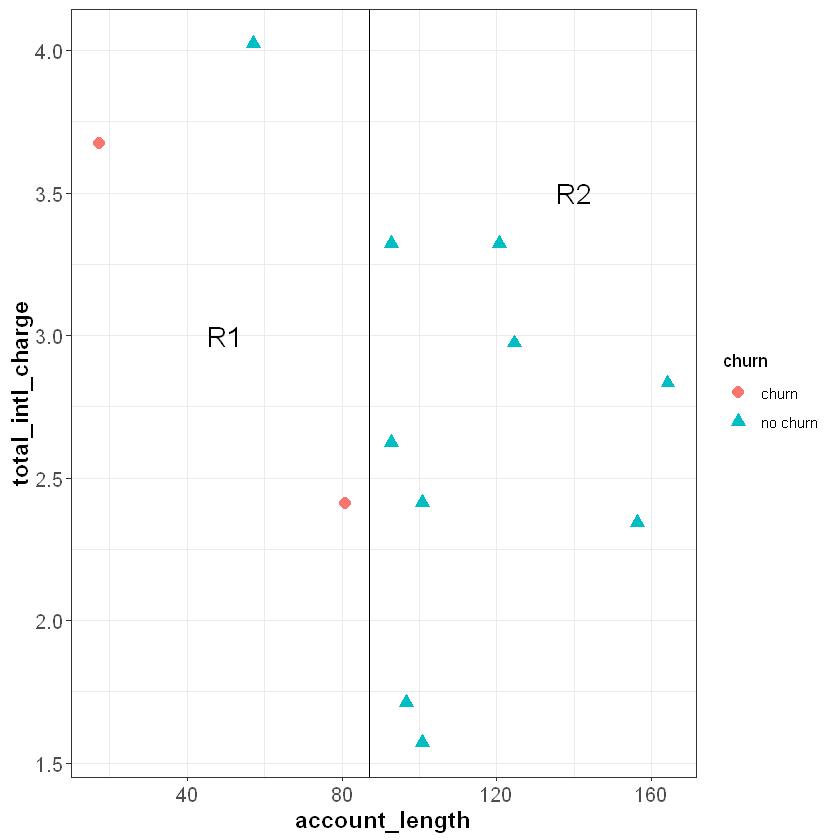 4.0
3.5
3.0
2.5
2.0
1.5
total_intl_charge
R1
R2
40
80
120
160
account_length
churn
churn
no churn